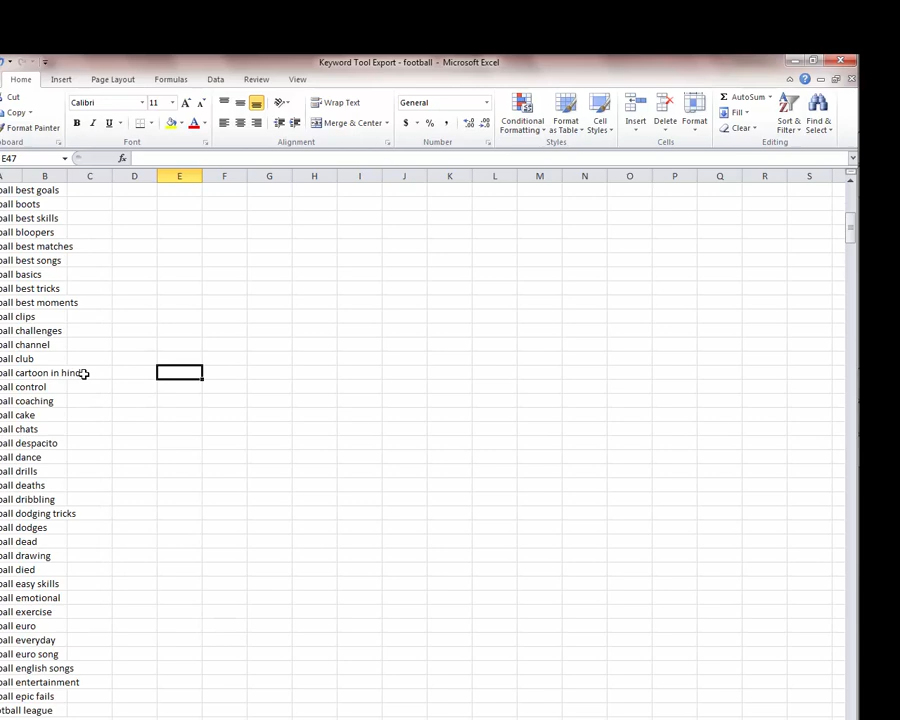 Keyword Tool Export - football - Microsoft Excel
Home Insert Page Layout Formulas Data Review View
Cut Calibri 11 Wrap Text General AutoSum
Copy Fill
Format Painter B I U A Merge & Center $ % , Conditional Formatting Format as Table Cell Styles Insert Delete Format Clear Sort & Filter Find & Select
board Font Alignment Number Styles Cells Editing
E47 fx
A B C D E F G H I J K L M N O P Q R S
ball best goals
ball boots
ball best skills
ball bloopers
ball best matches
ball best songs
ball basics
ball best tricks
ball best moments
ball clips
ball challenges
ball channel
ball club
ball cartoon in hindi
ball control
ball coaching
ball cake
ball chats
ball despacito
ball dance
ball drills
ball deaths
ball dribbling
ball dodging tricks
ball dodges
ball dead
ball drawing
ball died
ball easy skills
ball emotional
ball exercise
ball euro
ball everyday
ball euro song
ball english songs
ball entertainment
ball epic fails
otball league